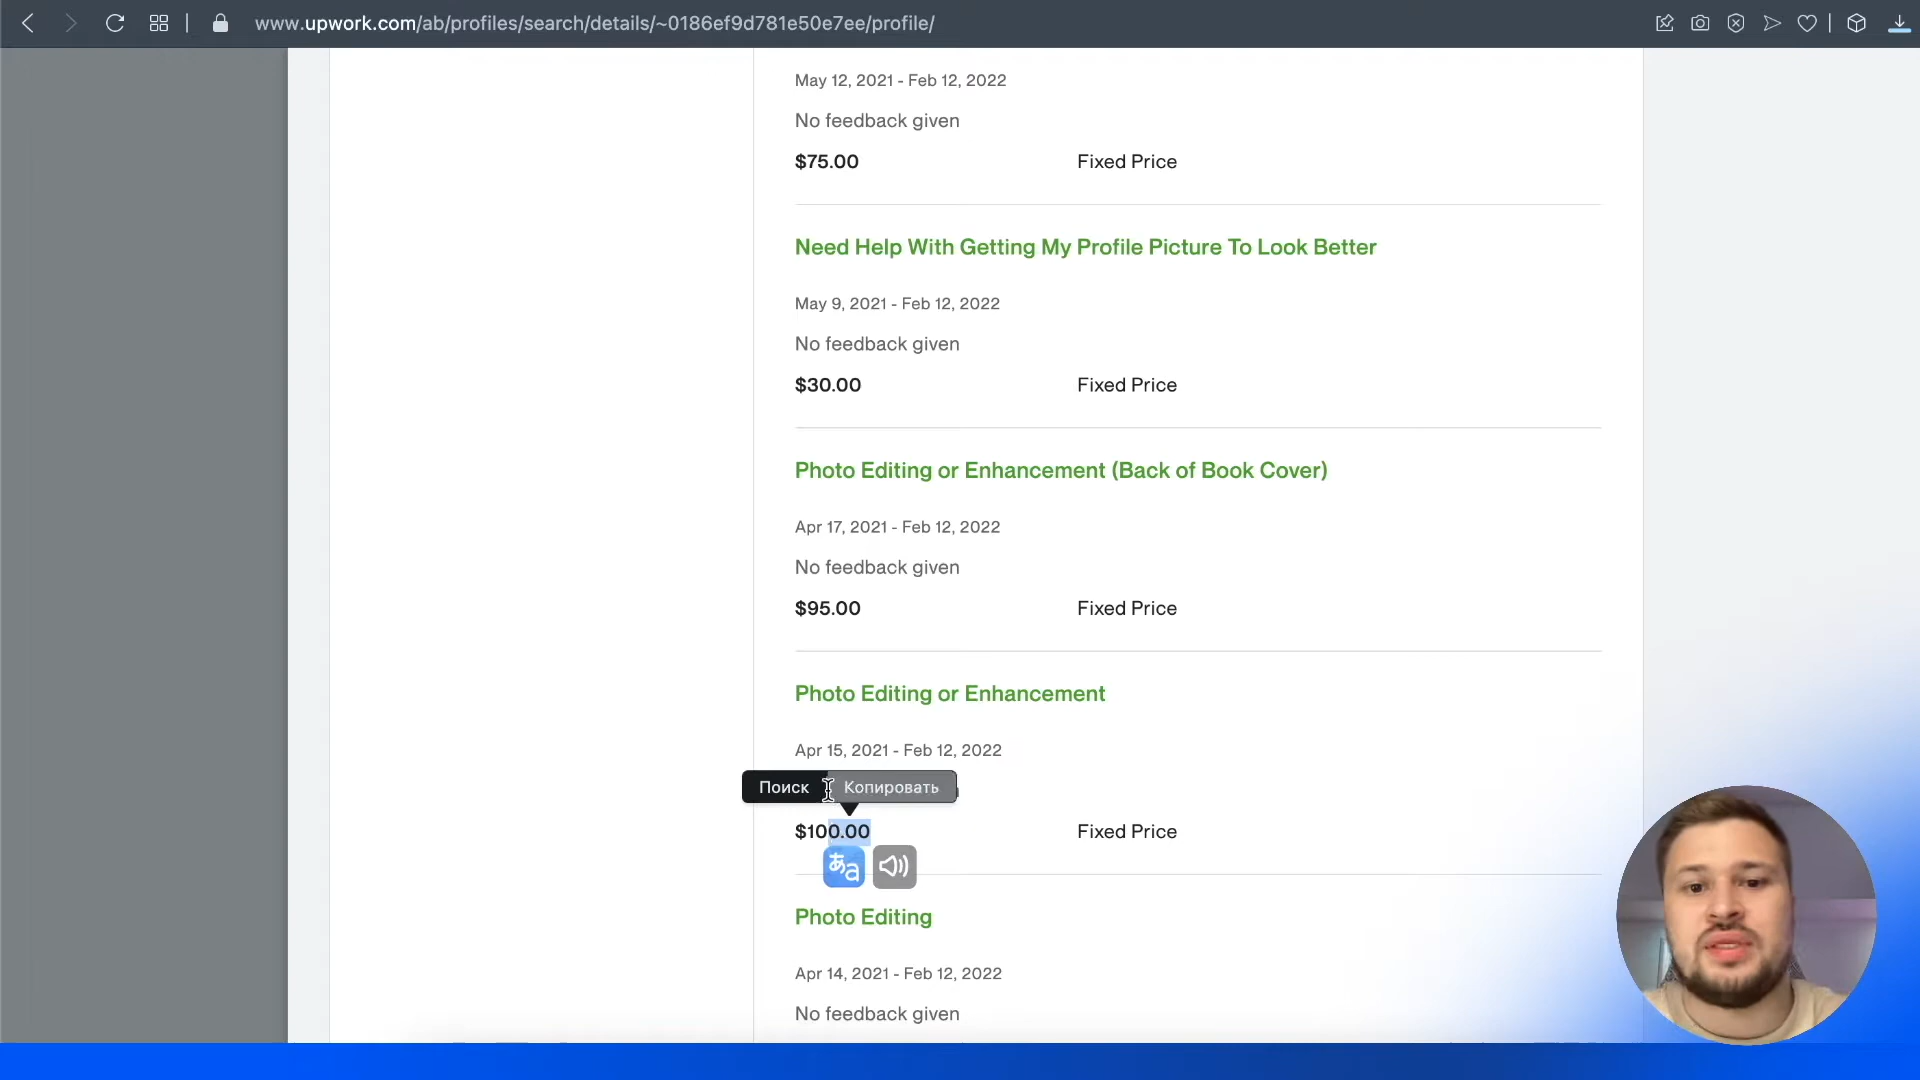 www.upwork.com/ab/profiles/search/details/~0186ef9d781e50e7ee/profile/
May 12, 2021 - Feb 12, 2022
No feedback given
$75.00 Fixed Price
Need Help With Getting My Profile Picture To Look Better
May 9, 2021 - Feb 12, 2022
No feedback given
$30.00 Fixed Price
Photo Editing or Enhancement (Back of Book Cover)
Apr 17, 2021 - Feb 12, 2022
No feedback given
$95.00 Fixed Price
Photo Editing or Enhancement
Apr 15, 2021 - Feb 12, 2022
Поиск Копировать
$100.00 Fixed Price
あa
Photo Editing
Apr 14, 2021 - Feb 12, 2022
No feedback given